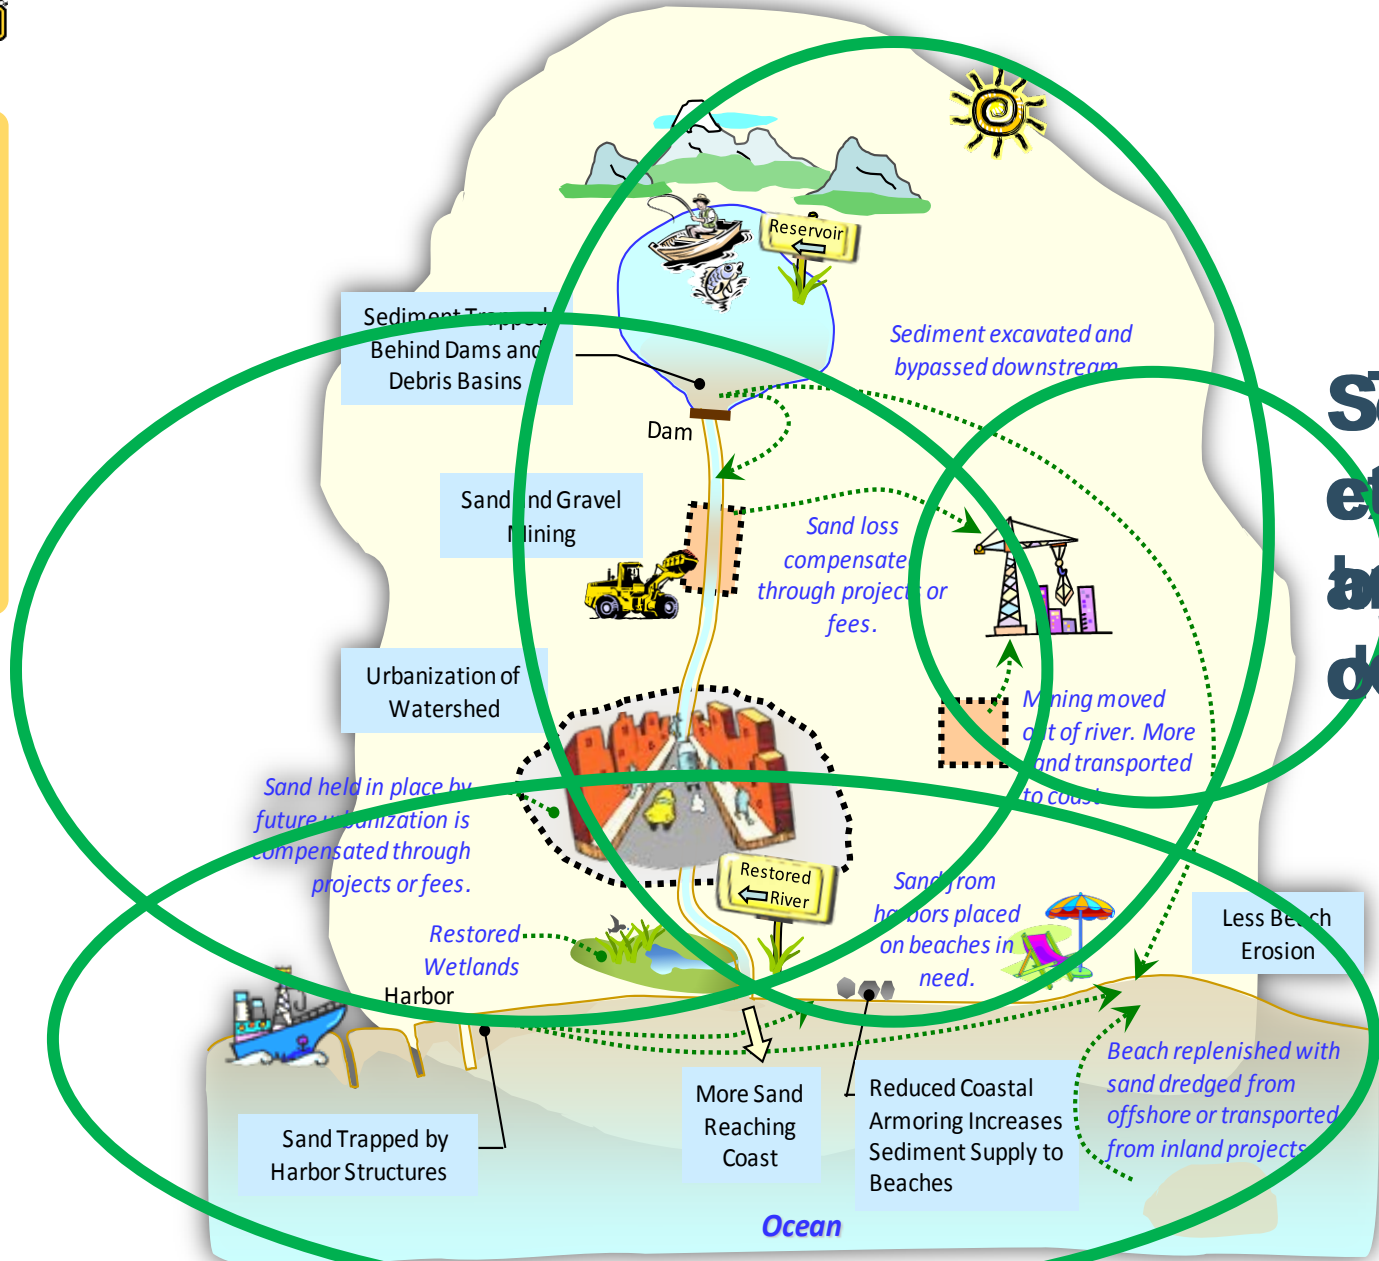 Reservoir
Sediment Trapped
Behind Dams and
Debris Basins
Sediment excavated and
bypassed downstream
Dam
Sand and Gravel
Mining
Sand loss
compensate
through projects or
fees.
Urbanization of
Watershed
Mining moved
out of river. More
sand transported
to coast
Sand held in place by
future urbanization is
compensated through
projects or fees.
Restored
River
Sand from
harbors placed
on beaches in
need.
Restored
Wetlands
Less Beach
Erosion
Harbor
Beach replenished with
sand dredged from
offshore or transported
from inland projects
More Sand
Reaching
Coast
Reduced Coastal
Armoring Increases
Sediment Supply to
Beaches
Sand Trapped by
Harbor Structures
Ocean